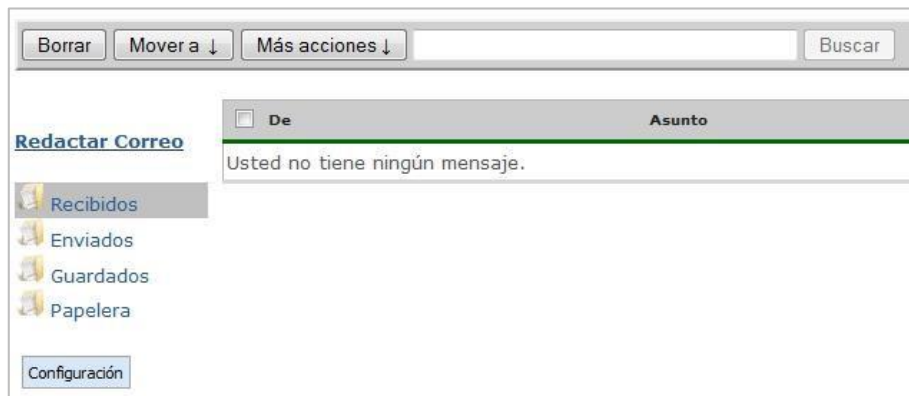 Borrar Mover a ↓ Más acciones ↓ Buscar
De Asunto
Redactar Correo
Usted no tiene ningún mensaje.
Recibidos
Enviados
Guardados
Papelera
Configuración